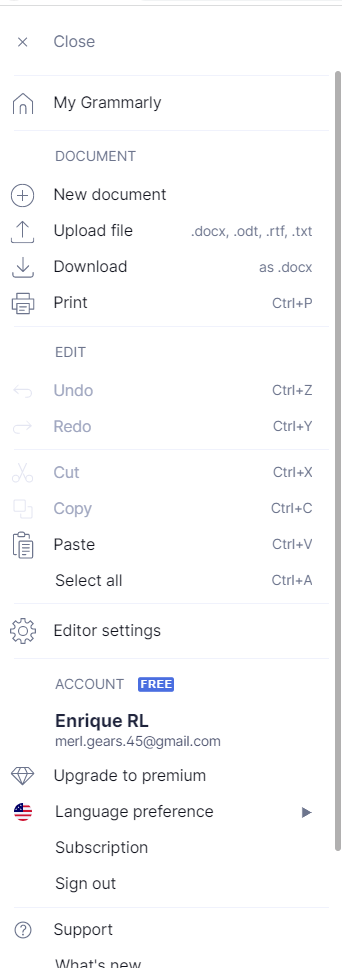 Close
My Grammarly
DOCUMENT
New document
Upload file .docx, .odt, .rtf, .txt
Download as .docx
Print Ctrl+P
EDIT
Undo Ctrl+Z
Redo Ctrl+Y
Cut Ctrl+X
Copy Ctrl+C
Paste Ctrl+V
Select all Ctrl+A
Editor settings
ACCOUNT FREE
Enrique RL
merl.gears.45@gmail.com
Upgrade to premium
Language preference
Subscription
Sign out
Support
What's new